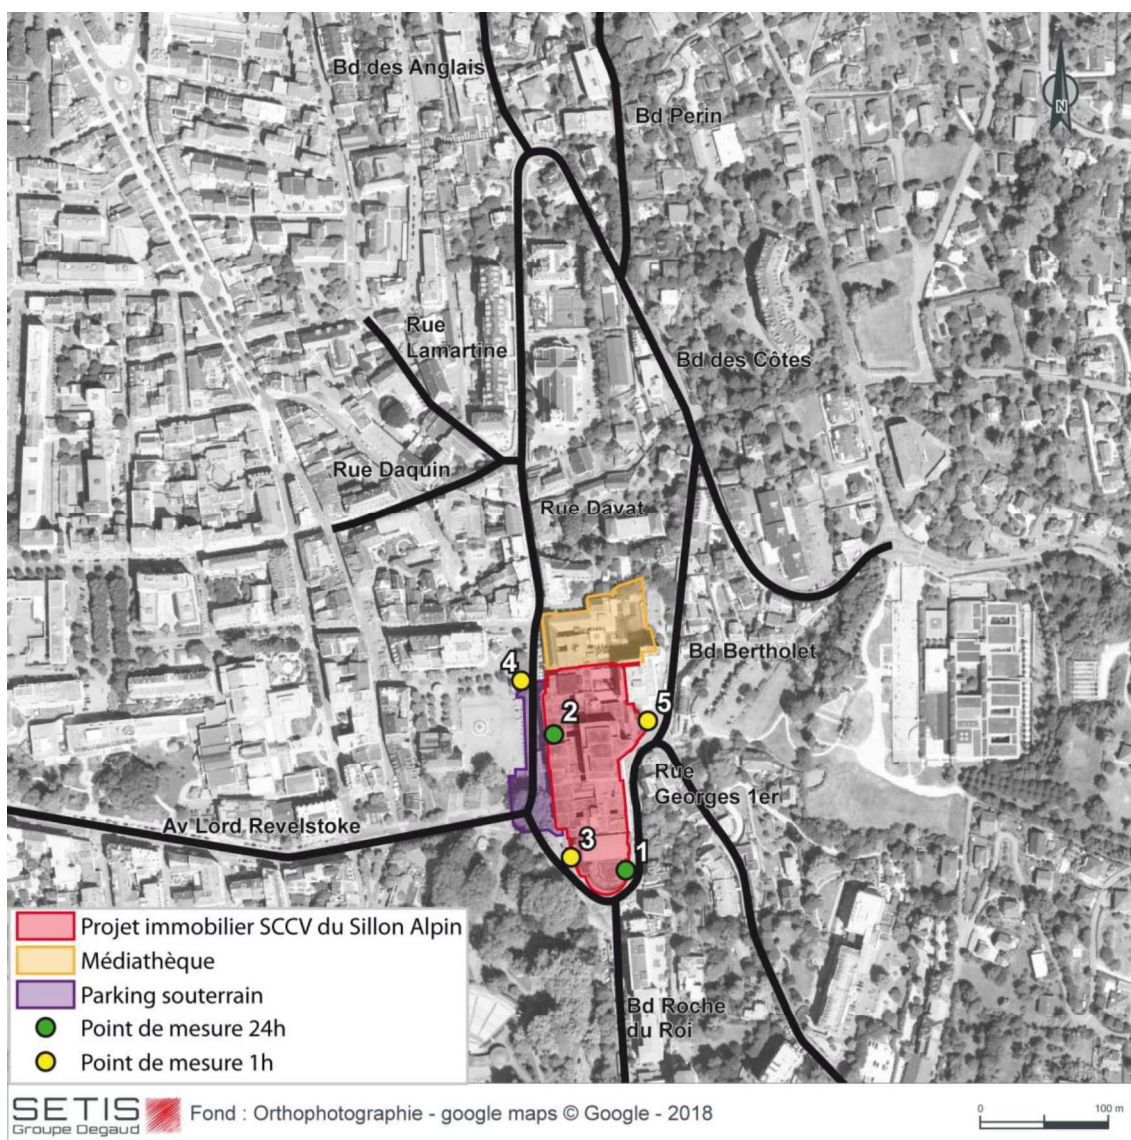 Bd des Anglais
Bd Perin
N
Rue
Lamartine
Bd des Côtes
Rue Daquin
Rue Davat
Bd Bertholet
4
5
2
Rue
Georges 1er
Av Lord Revelstoke
3
1
Projet immobilier SCCV du Sillon Alpin
Médiathèque
Parking souterrain
Point de mesure 24h
Point de mesure 1h
Bd Roche
du Roi
SETIS
Groupe Degaud
Fond : Orthophotographie - google maps © Google - 2018
0
100 m